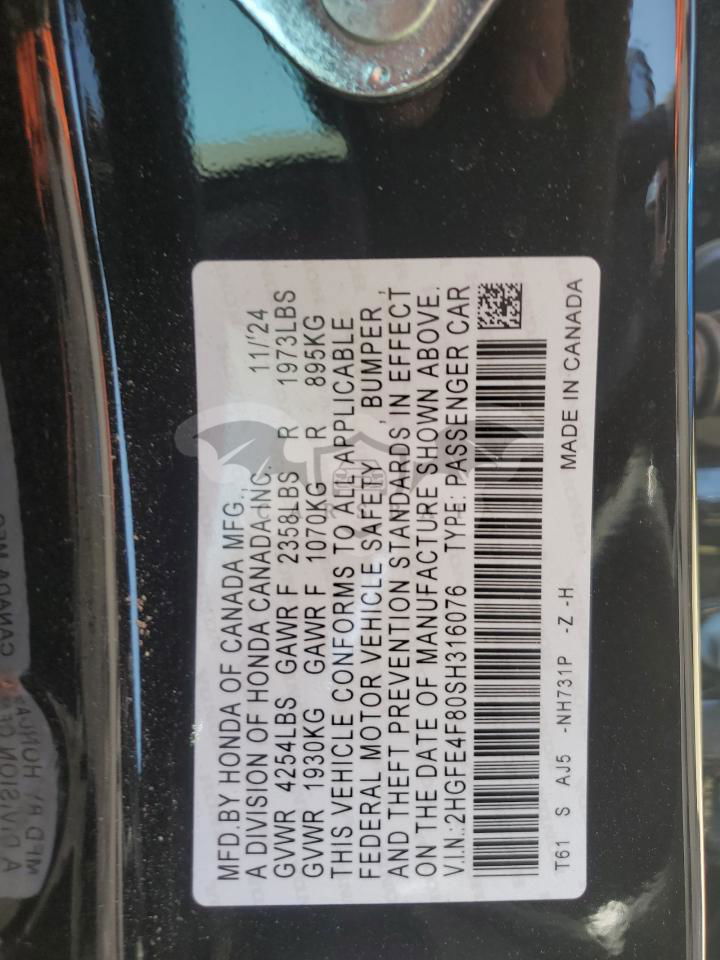 MFD.BY HONDA OF CANADA MFG., 11/'24
A DIVISION OF HONDA CANADA INC.
GVWR 4254LBS GAWR F 2358LBS R 1973LBS
GVWR 1930KG GAWR F 1070KG R 895KG
THIS VEHICLE CONFORMS TO ALL APPLICABLE
FEDERAL MOTOR VEHICLE SAFETY , BUMPER ,
AND THEFT PREVENTION STANDARDS IN EFFECT
ON THE DATE OF MANUFACTURE SHOWN ABOVE.
V.I.N.:2HGFE4F80SH316076 TYPE: PASSENGER CAR
T61 S AJ5 -NH731P -Z -H MADE IN CANADA